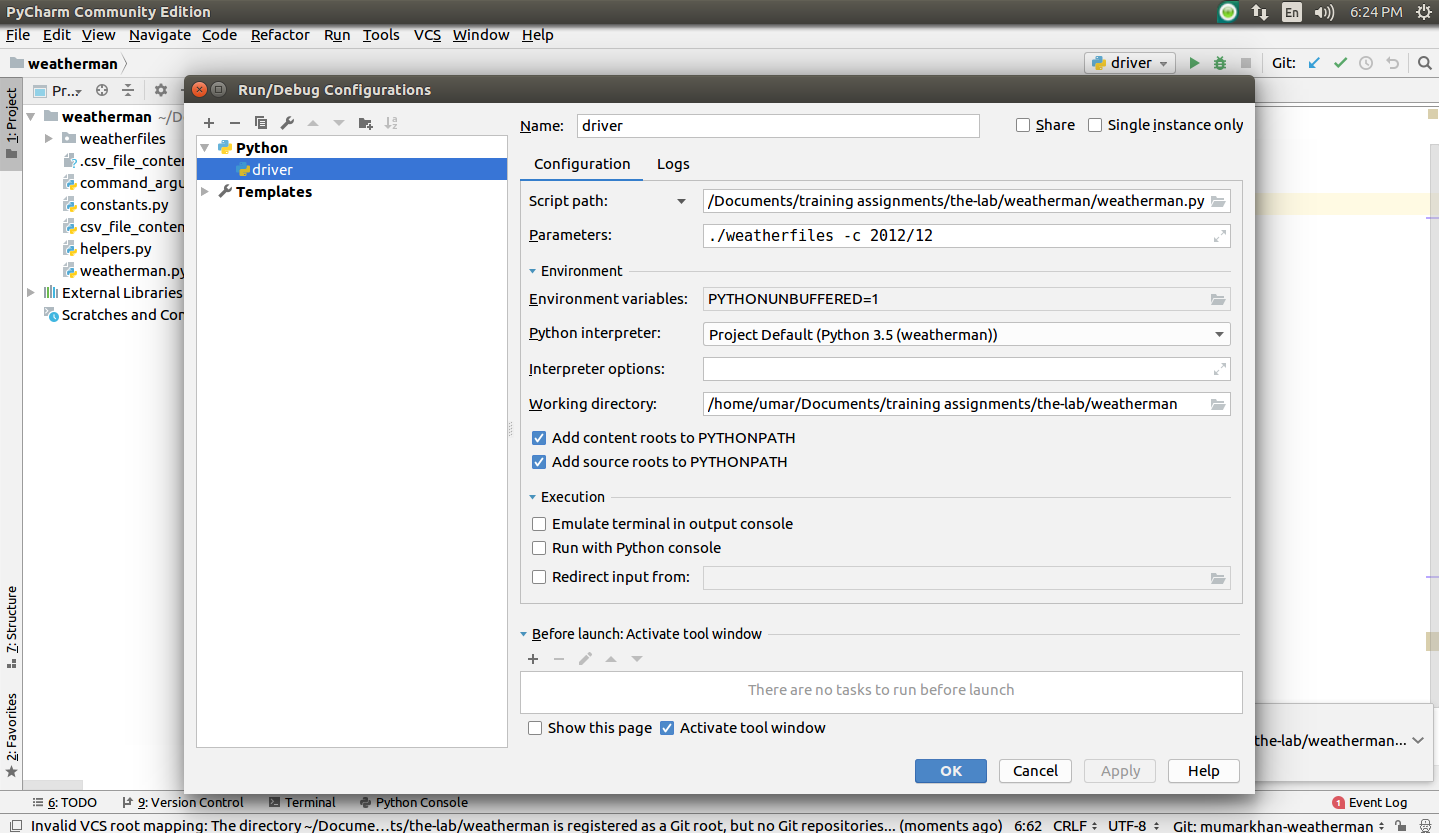 PyCharm Community Edition
En
6:24 PM
File Edit View Navigate Code Refactor Run Tools VCS Window Help
weatherman
driver
Git:
1: Project
Pr...
weatherman ~/D
weatherfiles
.csv_file_conte
command_argu
constants.py
csv_file_conten
helpers.py
weatherman.py
External Libraries
Scratches and Con
7: Structure
2: Favorites
Run/Debug Configurations
Python
driver
Templates
Name: driver
Share
Single instance only
Configuration Logs
Script path: /Documents/training assignments/the-lab/weatherman/weatherman.py
Parameters: ./weatherfiles -c 2012/12
Environment
Environment variables: PYTHONUNBUFFERED=1
Python interpreter: Project Default (Python 3.5 (weatherman))
Interpreter options:
Working directory: /home/umar/Documents/training assignments/the-lab/weatherman
Add content roots to PYTHONPATH
Add source roots to PYTHONPATH
Execution
Emulate terminal in output console
Run with Python console
Redirect input from:
Before launch: Activate tool window
There are no tasks to run before launch
Show this page Activate tool window
OK Cancel Apply Help
the-lab/weatherman...
6: TODO 9: Version Control Terminal Python Console
1 Event Log
Invalid VCS root mapping: The directory ~/Docume…ts/the-lab/weatherman is registered as a Git root, but no Git repositories... (moments ago) 6:62 CRLF UTF-8 Git: mumarkhan-weatherman